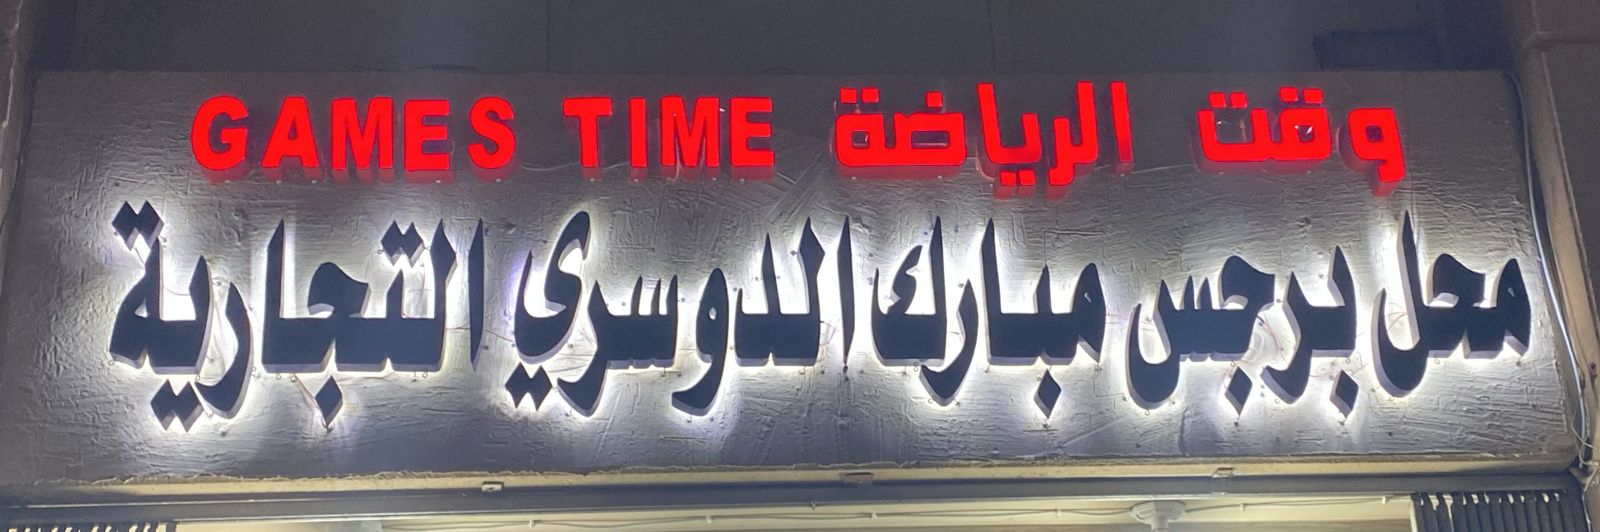 GAMES TIME وقت الرياضة
محل برجس مبارك الدوسري التجارية